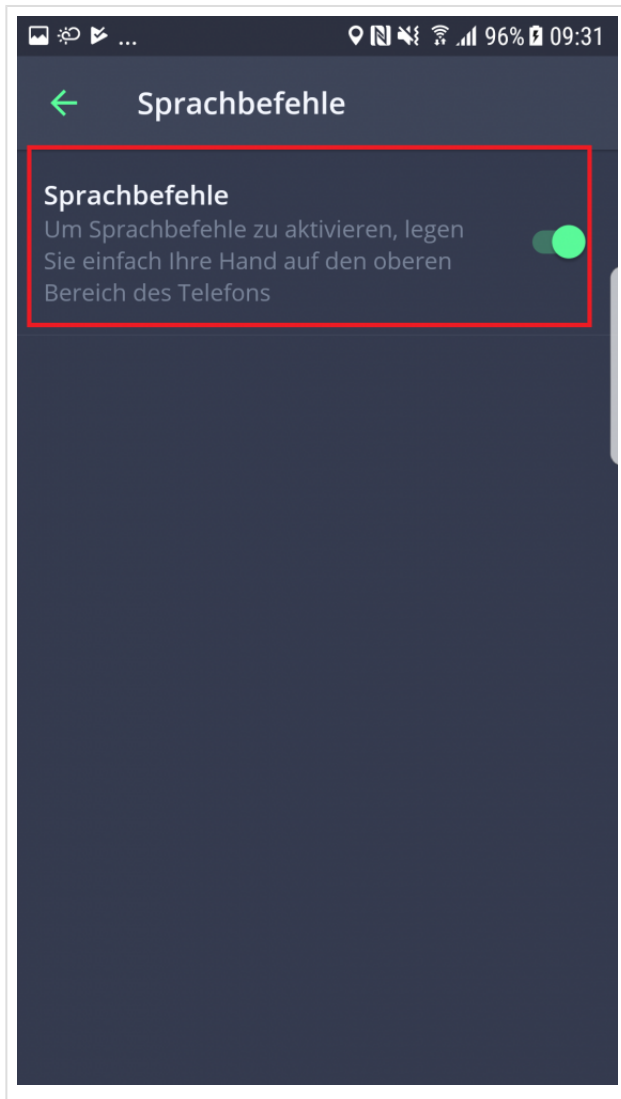 ... 96% 09:31
Sprachbefehle
Sprachbefehle
Um Sprachbefehle zu aktivieren, legen
Sie einfach Ihre Hand auf den oberen
Bereich des Telefons